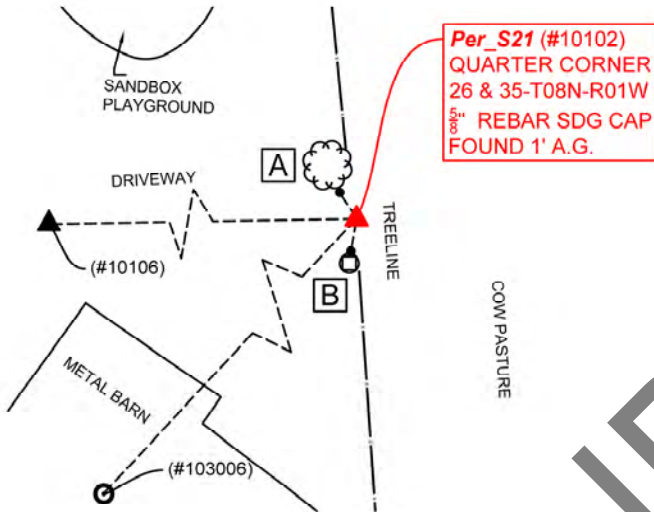 Per_S21 (#10102)
QUARTER CORNER
26 & 35-T08N-R01W
5/8" REBAR SDG CAP
FOUND 1' A.G.
SANDBOX
PLAYGROUND
A
DRIVEWAY
(#10106)
TREELINE
B
COW PASTURE
METAL BARN
(#103006)